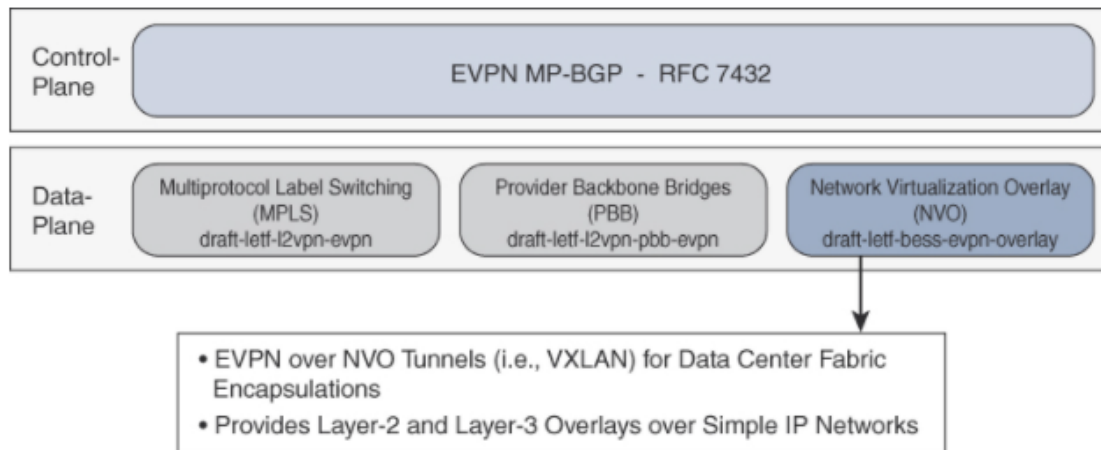 Control-
Plane
EVPN MP-BGP - RFC 7432
Data-
Plane
Multiprotocol Label Switching
(MPLS)
draft-letf-l2vpn-evpn
Provider Backbone Bridges
(PBB)
draft-letf-l2vpn-pbb-evpn
Network Virtualization Overlay
(NVO)
draft-letf-bess-evpn-overlay
• EVPN over NVO Tunnels (i.e., VXLAN) for Data Center Fabric
Encapsulations
• Provides Layer-2 and Layer-3 Overlays over Simple IP Networks